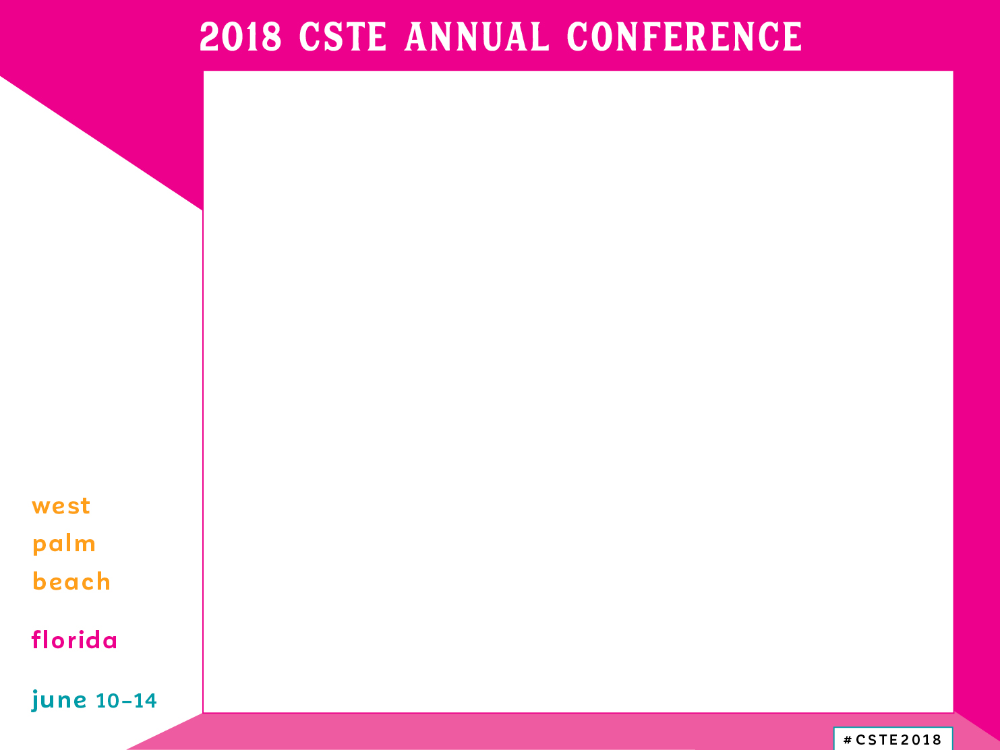 2018 CSTE ANNUAL CONFERENCE
west
palm
beach
florida
june 10–14
#CSTE2018